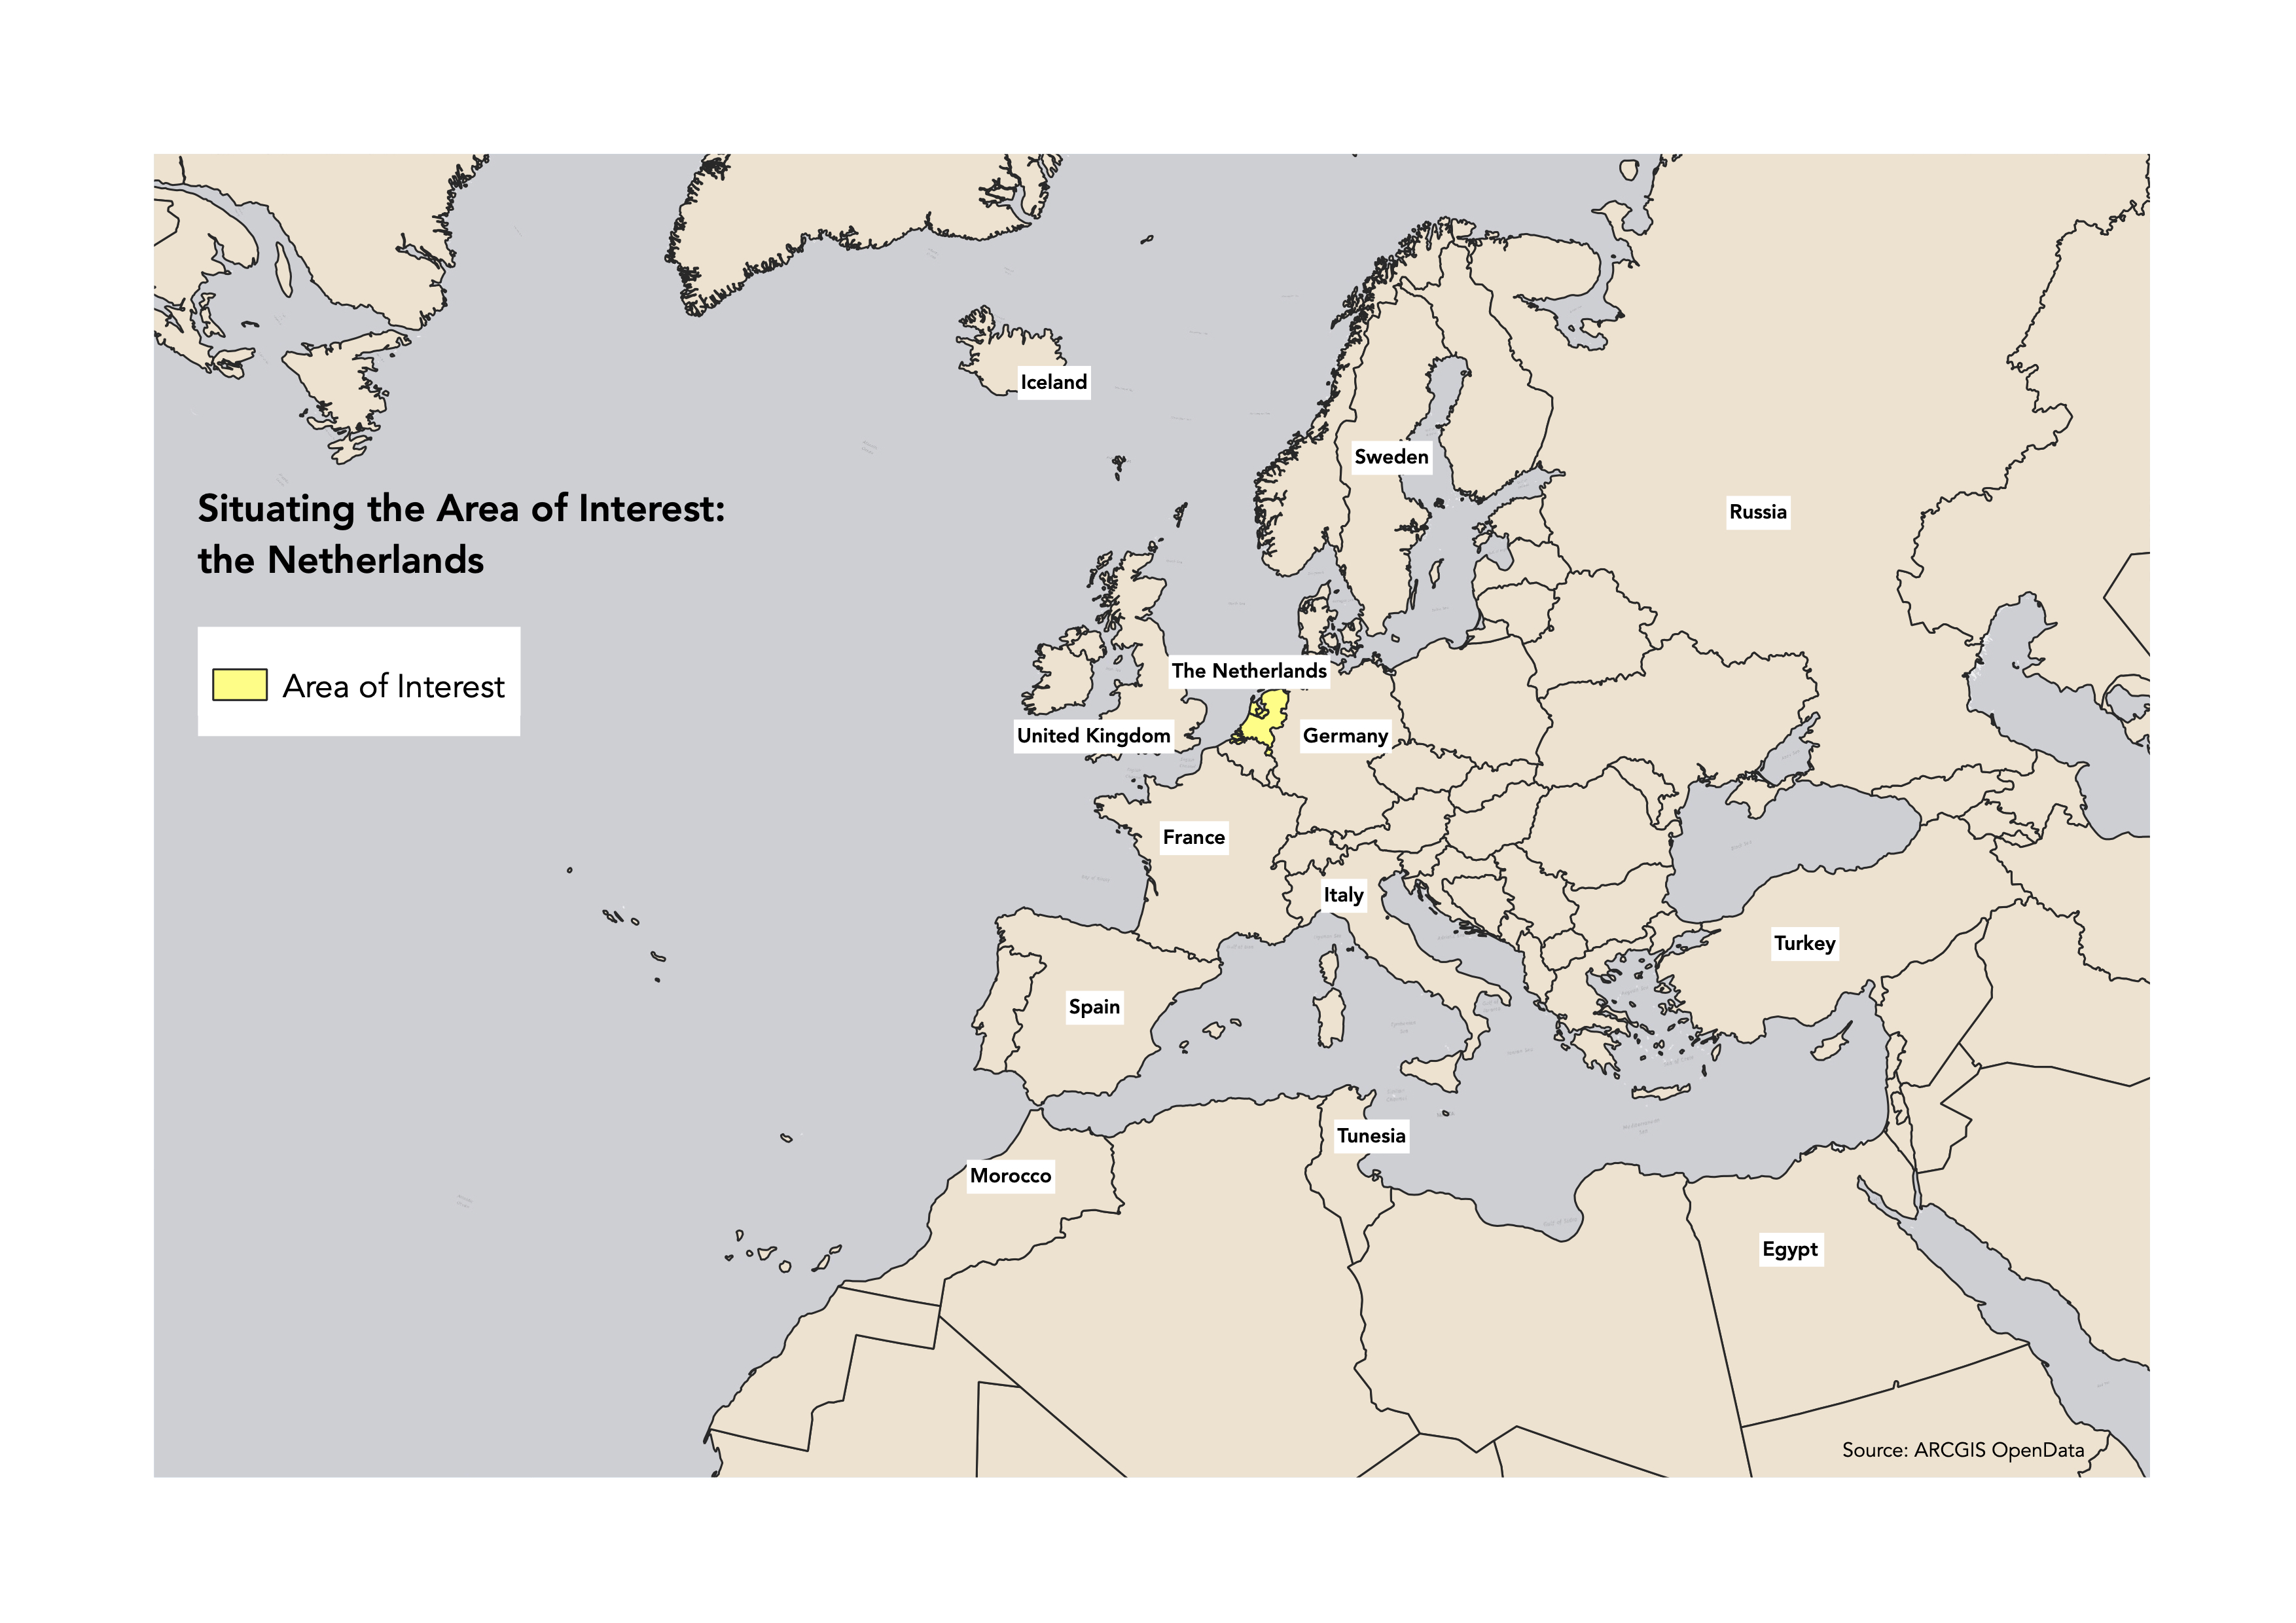 Iceland
Sweden
Situating the Area of Interest:
the Netherlands
Russia
The Netherlands
Area of Interest
United Kingdom
Germany
France
Italy
Turkey
Spain
Tunesia
Morocco
Egypt
Source: ARCGIS OpenData